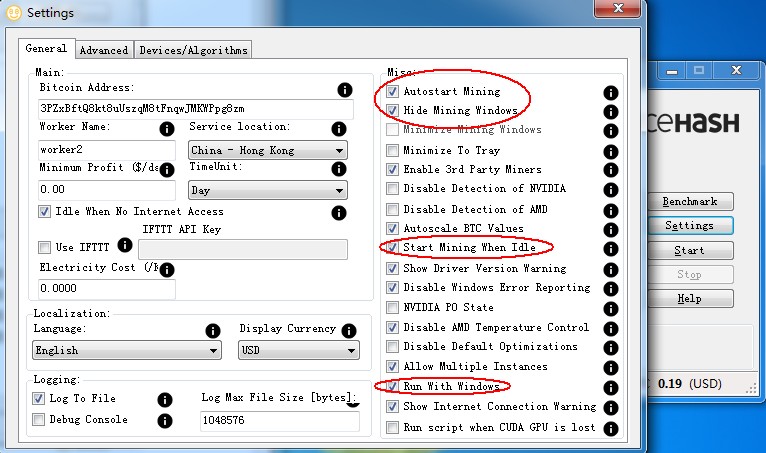 Settings
General
Advanced
Devices/Algorithms
Main:
Bitcoin Address:
3PZxBftQ8kt8uUszqM8tFnqwJMKWPpg8zm
Worker Name:
Service location:
worker2
China - Hong Kong
Minimum Profit ($/da
TimeUnit:
0.00
Day
Idle When No Internet Access
IFTTT API Key
Use IFTTT
Electricity Cost (/K
0.0000
Localization:
Language:
Display Currency
English
USD
Logging:
Log To File
Log Max File Size [bytes]:
Debug Console
1048576
Misc:
Autostart Mining
Hide Mining Windows
Minimize Mining Windows
Minimize To Tray
Enable 3rd Party Miners
Disable Detection of NVIDIA
Disable Detection of AMD
Autoscale BTC Values
Start Mining When Idle
Show Driver Version Warning
Disable Windows Error Reporting
NVIDIA P0 State
Disable AMD Temperature Control
Disable Default Optimizations
Allow Multiple Instances
Run With Windows
Show Internet Connection Warning
Run script when CUDA GPU is lost
ceHASH
Benchmark
Settings
Start
Stop
Help
0.19 (USD)